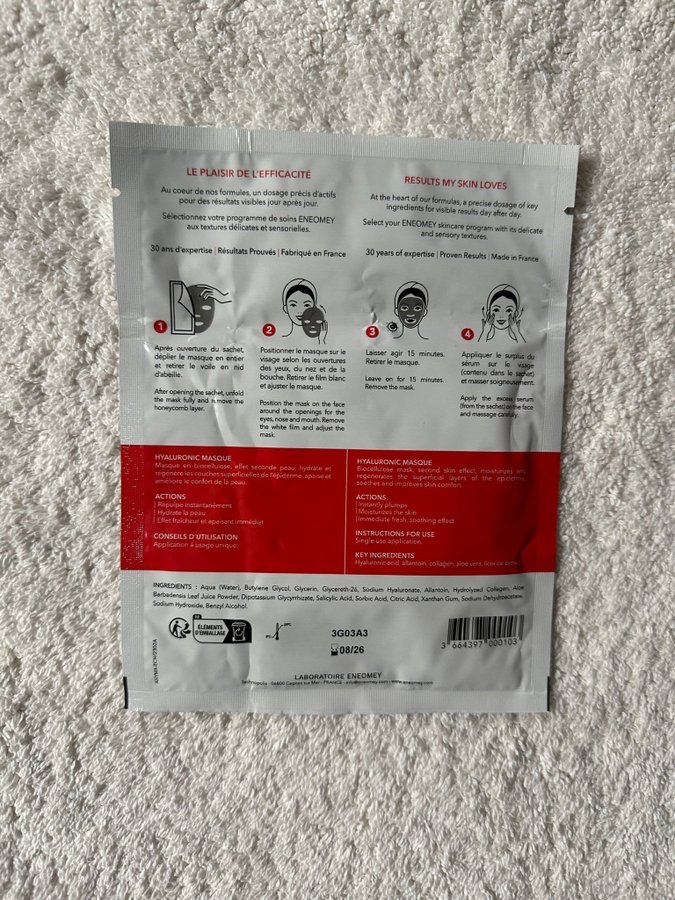 LE PLAISIR DE L'EFFICACITÉ
Au coeur de nos formules, un dosage précis d'actifs
pour des résultats visibles jour après jour.
Sélectionnez votre programme de soins ENEOMEY
aux textures délicates et sensorielles.
30 ans d'expertise | Résultats Prouvés | Fabriqué en France
RESULTS MY SKIN LOVES
At the heart of our formulas, a precise dosage of key
ingredients for visible results day after day.
Select your ENEOMEY skincare program with its delicate
and sensory textures.
30 years of expertise | Proven Results | Made in France
1
Après ouverture du sachet,
déplier le masque en entier
et retirer le voile en nid
d'abeille.
After opening the sachet, unfold
the mask fully and remove the
honeycomb layer.
2
Positionner le masque sur le
visage selon les ouvertures
des yeux, du nez et de la
bouche. Retirer le film blanc
et ajuster le masque.
Position the mask on the face
around the openings for the
eyes, nose and mouth. Remove
the white film and adjust the
mask.
3
Laisser agir 15 minutes.
Retirer le masque.
Leave on for 15 minutes.
Remove the mask.
4
Appliquer le surplus du
sérum sur le visage
(contenu dans le sachet)
et masser soigneusement.
Apply the excess serum
(from the sachet) on the face
and massage carefully.
HYALURONIC MASQUE
Masque en biocellulose, effet seconde peau, hydrate et
régénère les couches superficielles de l'épiderme, apaise et
améliore le confort de la peau.
ACTIONS
| Repulpe instantanément
| Hydrate la peau
| Effet fraîcheur et apaisant immédiat
CONSEILS D'UTILISATION
Application à usage unique.
HYALURONIC MASQUE
Biocellulose mask, second skin effect, moisturizes and
regenerates the superficial layers of the epidermis,
soothes and improves skin comfort.
ACTIONS
| Instantly plumps
| Moisturizes the skin
| Immediate fresh, soothing effect
INSTRUCTIONS FOR USE
Single use application.
KEY INGREDIENTS
Hyaluronic acid, allantoin, collagen, aloe vera, licorice
INGREDIENTS : Aqua (Water), Butylene Glycol, Glycerin, Glycereth-26, Sodium Hyaluronate, Allantoin, Hydrolyzed Collagen, Aloe
Barbadensis Leaf Juice Powder, Dipotassium Glycyrrhizate, Salicylic Acid, Sorbic Acid, Citric Acid, Xanthan Gum, Sodium Dehydroacetate,
Sodium Hydroxide, Benzyl Alcohol.
ÉLÉMENTS
D'EMBALLAGE
3G03A3
08/26
3 664397 000103
LABORATOIRE ENEOMEY
Technopolis - 06800 Cagnes sur Mer - FRANCE - info@eneomey.com - www.eneomey.com